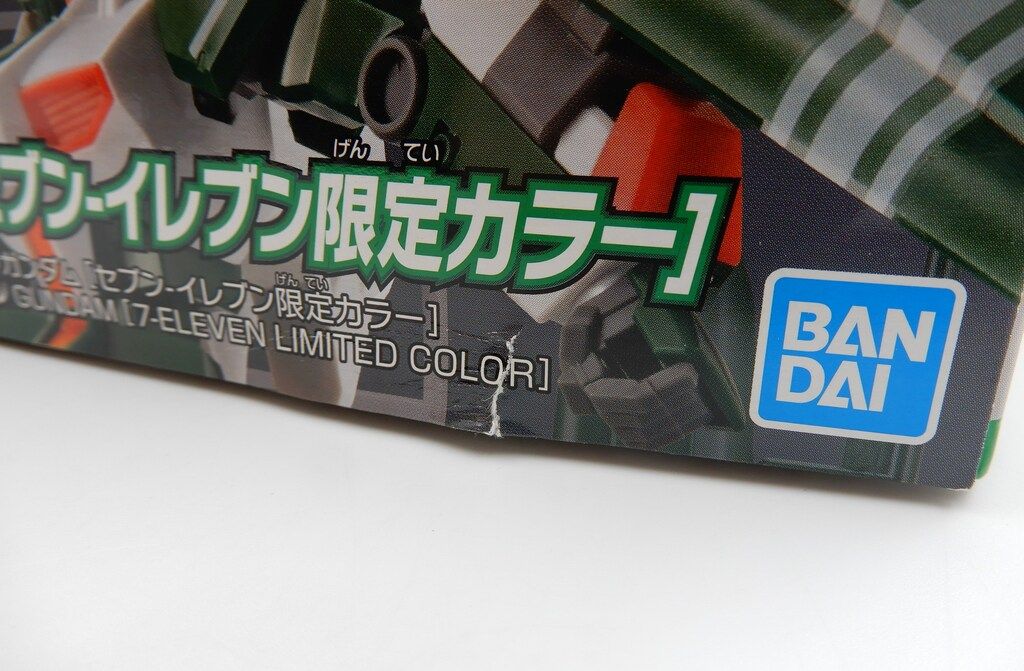 げん てい
ブン-イレブン限定カラー]
げん てい
ガンダム[セブン-イレブン限定カラー]
GUNDAM [7-ELEVEN LIMITED COLOR]
BAN
DAI